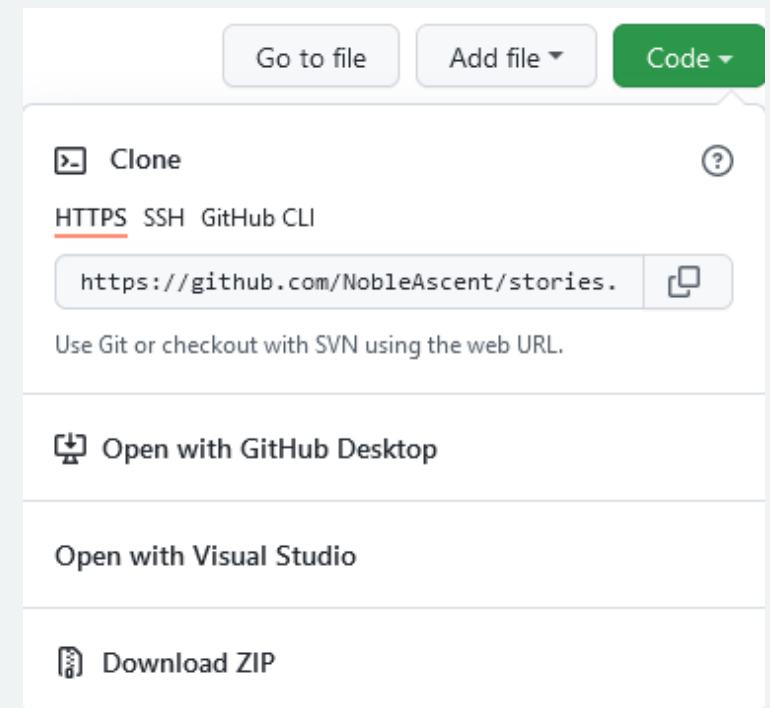 Go to file Add file Code
Clone
HTTPS SSH GitHub CLI
https://github.com/NobleAscent/stories.
Use Git or checkout with SVN using the web URL.
Open with GitHub Desktop
Open with Visual Studio
Download ZIP